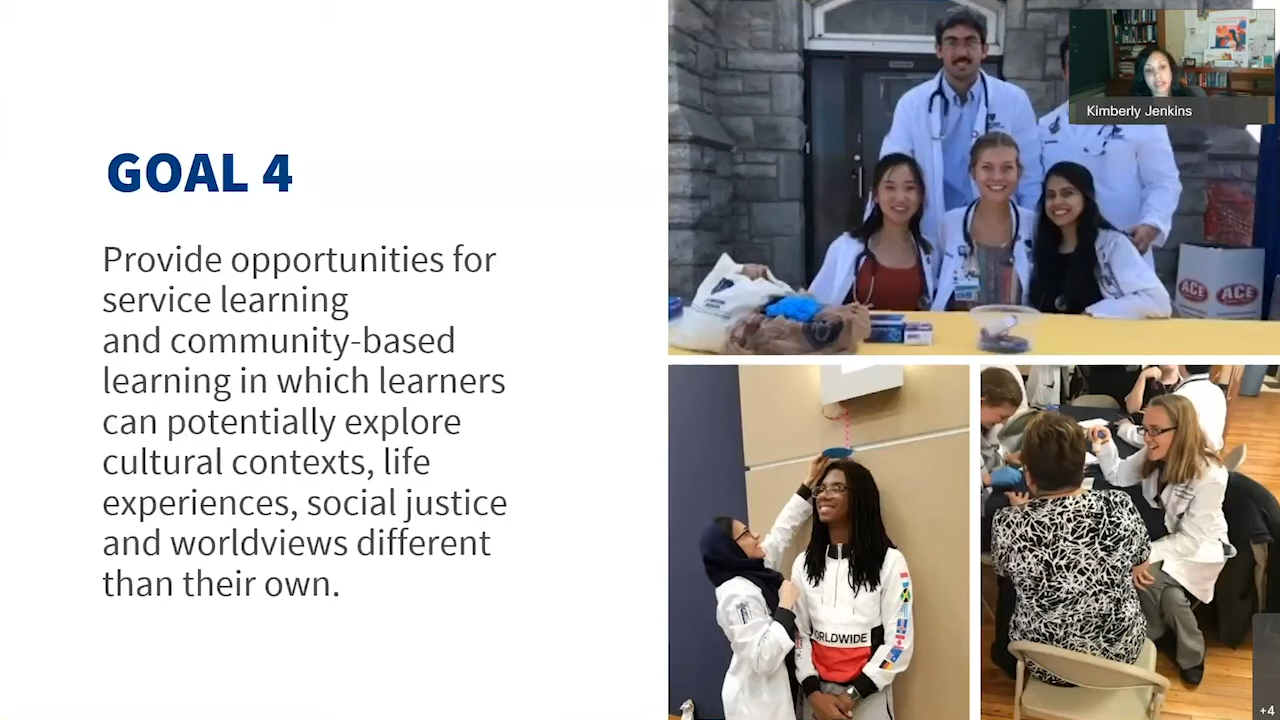 GOAL 4
Provide opportunities for
service learning
and community-based
learning in which learners
can potentially explore
cultural contexts, life
experiences, social justice
and worldviews different
than their own.
Kimberly Jenkins
ACE ACE
ORLDWIDE
+4